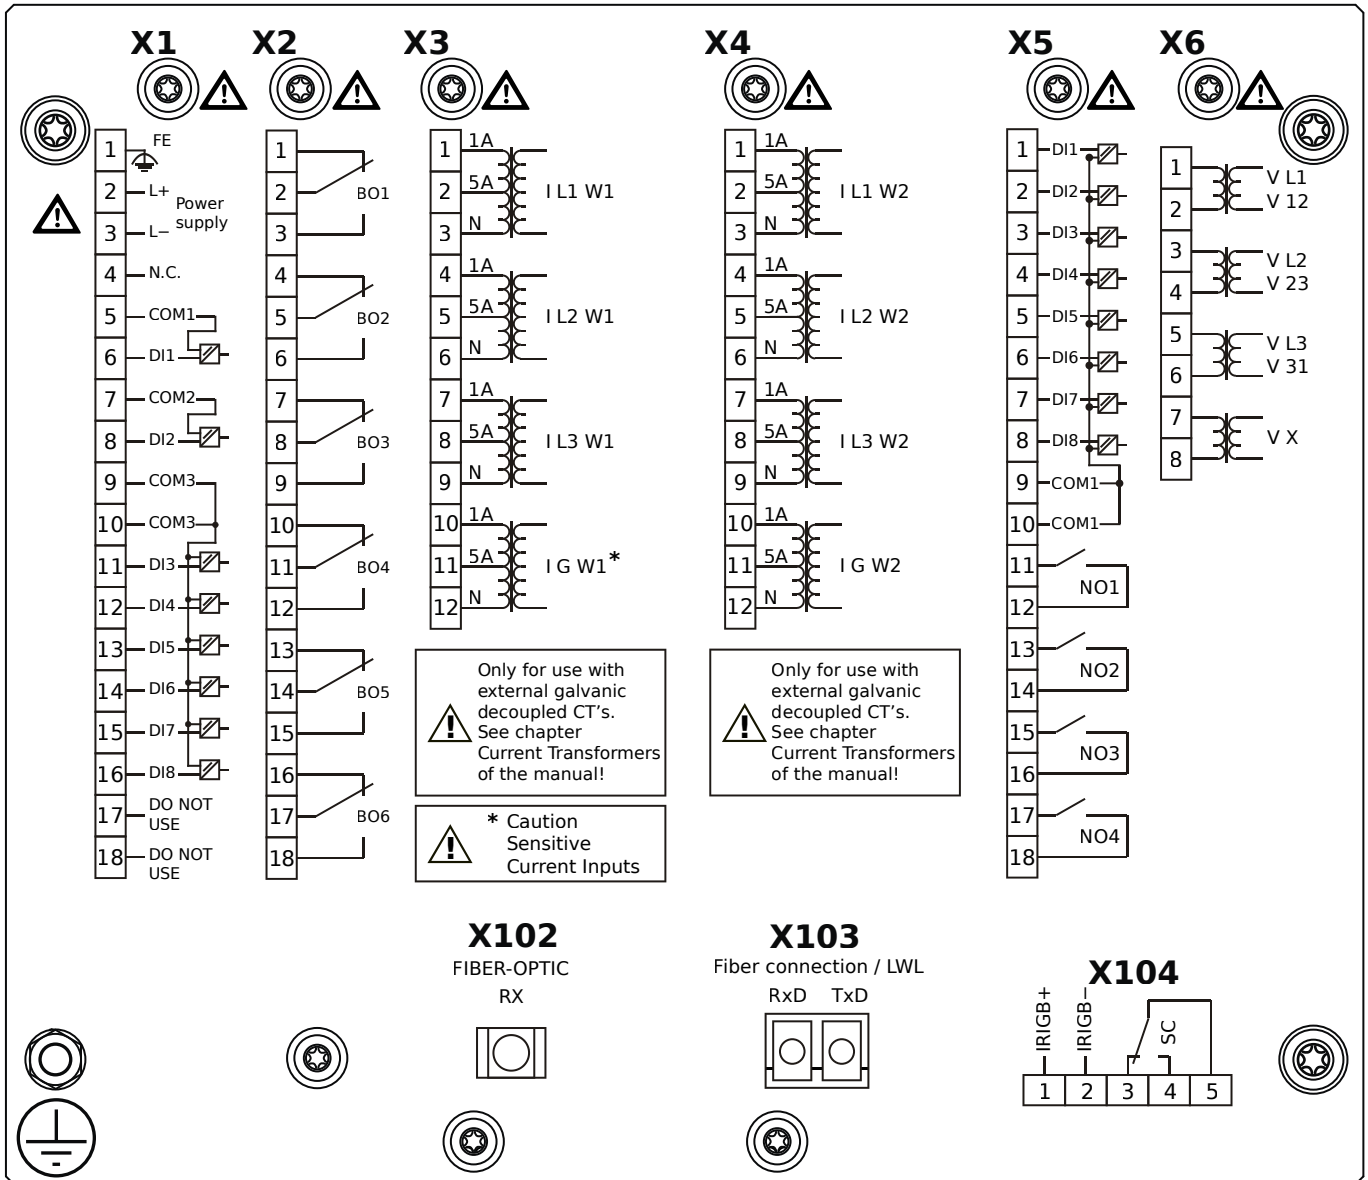 X1
X2
X3
X4
X5
X6
1 FE
2 L+
Power
supply
3 L−
4 N.C.
5 COM1
6 DI1
7 COM2
8 DI2
9 COM3
10 COM3
11 DI3
12 DI4
13 DI5
14 DI6
15 DI7
16 DI8
17 DO NOT
USE
18 DO NOT
USE
1
2 BO1
3
4
5 BO2
6
7
8 BO3
9
10
11 BO4
12
13
14 BO5
15
16
17 BO6
18
1 1A
2 5A I L1 W1
3 N
4 1A
5 5A I L2 W1
6 N
7 1A
8 5A I L3 W1
9 N
10 1A
11 5A I G W1*
12 N
Only for use with
external galvanic
decoupled CT's.
See chapter
Current Transformers
of the manual!
* Caution
Sensitive
Current Inputs
1 1A
2 5A I L1 W2
3 N
4 1A
5 5A I L2 W2
6 N
7 1A
8 5A I L3 W2
9 N
10 1A
11 5A I G W2
12 N
Only for use with
external galvanic
decoupled CT's.
See chapter
Current Transformers
of the manual!
1 DI1
2 DI2
3 DI3
4 DI4
5 DI5
6 DI6
7 DI7
8 DI8
9 COM1
10 COM1
11
NO1
12
13
NO2
14
15
NO3
16
17
NO4
18
1 V L1
2 V 12
3 V L2
4 V 23
5 V L3
6 V 31
7
V X
8
X102
FIBER-OPTIC
RX
X103
Fiber connection / LWL
RxD TxD
X104
IRIGB+
IRIGB−
SC
1 2 3 4 5